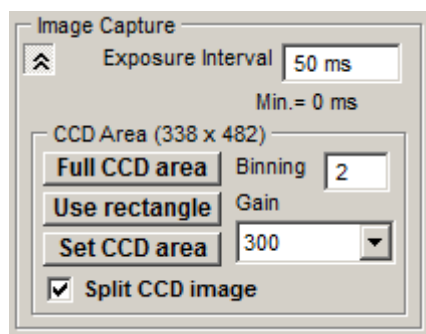 Image Capture
Exposure Interval 50 ms
Min.= 0 ms
CCD Area (338 x 482)
Full CCD area Binning 2
Use rectangle Gain
Set CCD area 300
Split CCD image